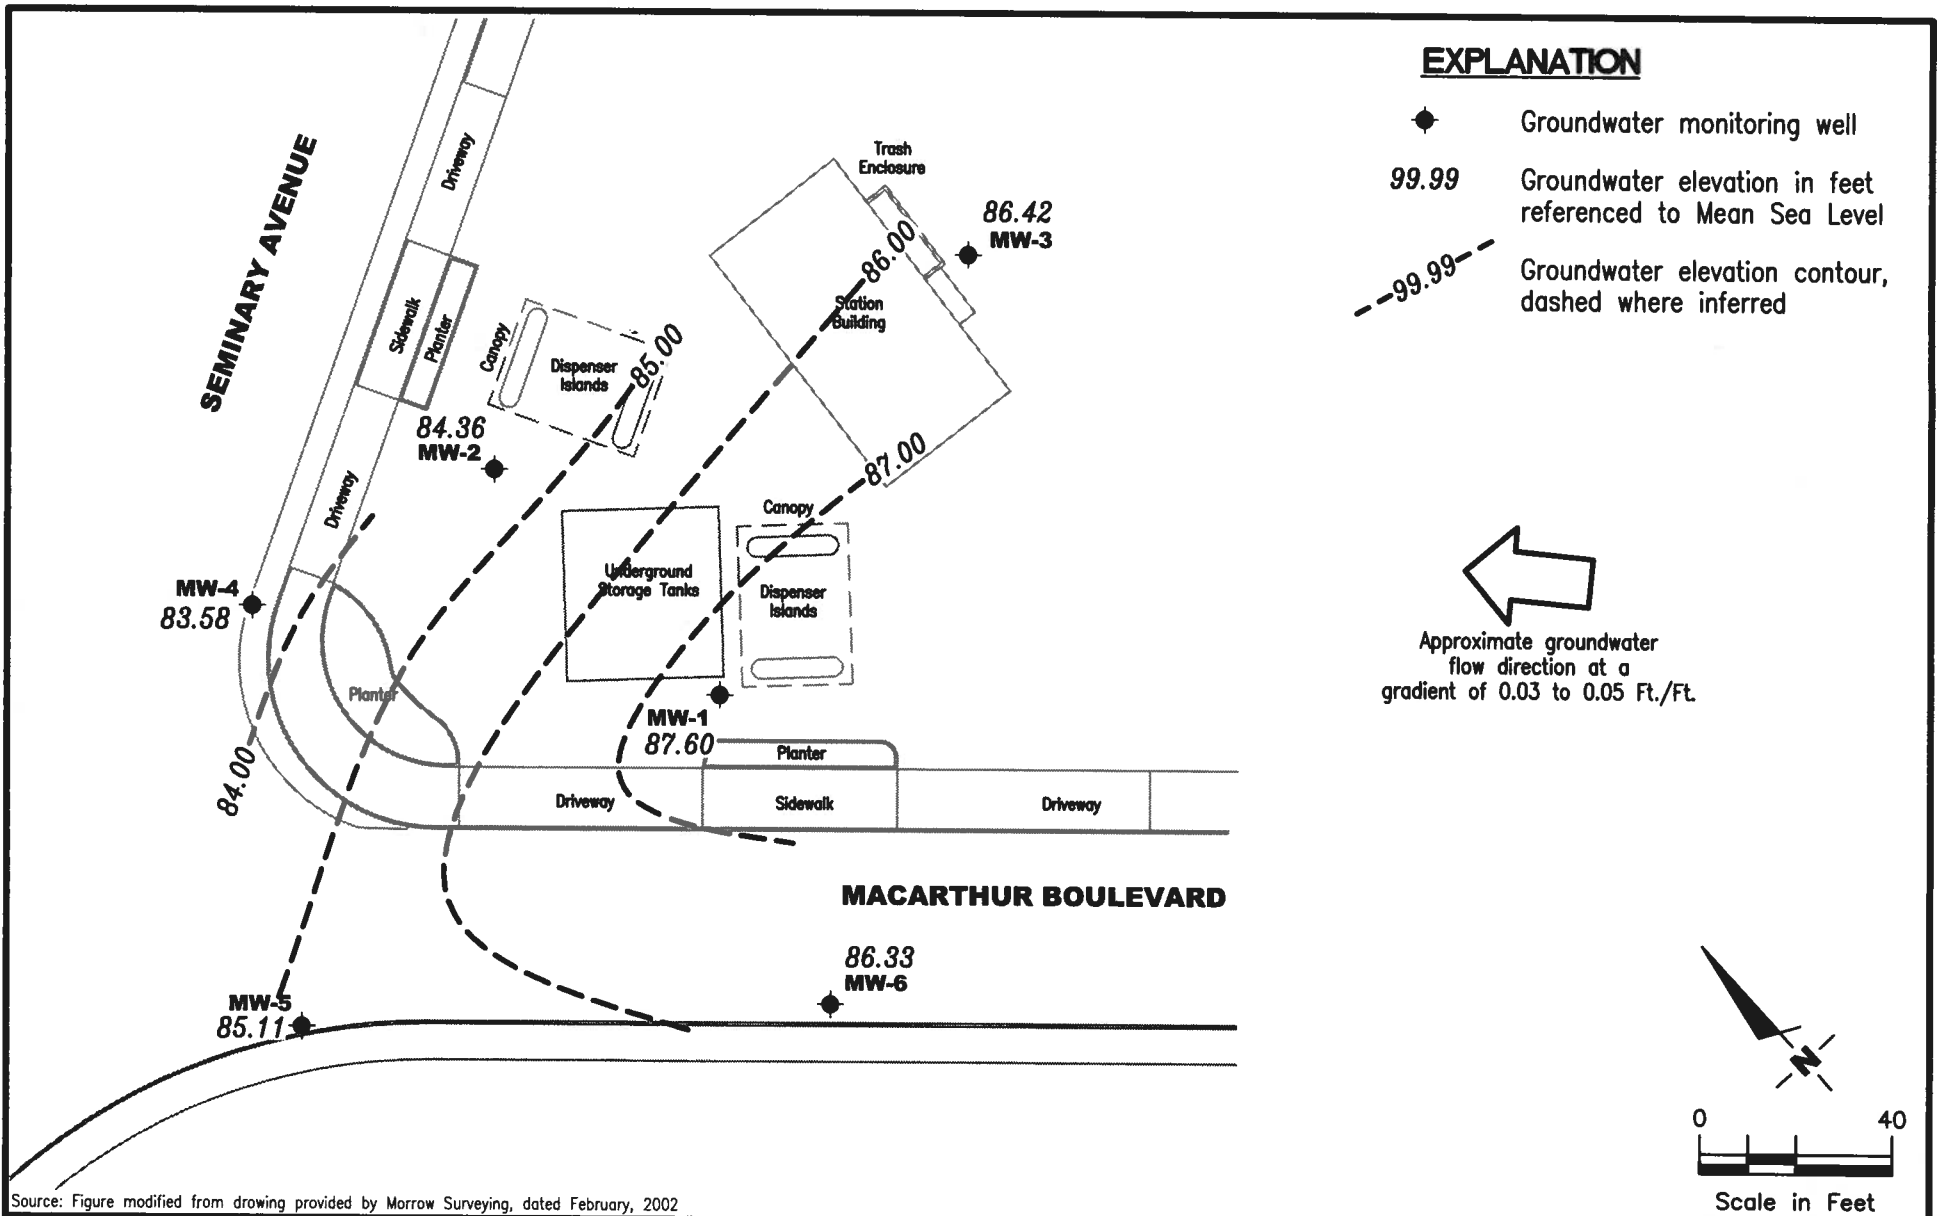 EXPLANATION
Groundwater monitoring well
99.99
Groundwater elevation in feet
referenced to Mean Sea Level
99.99
Groundwater elevation contour,
dashed where inferred
SEMINARY AVENUE
Driveway
Sidewalk
Planter
Driveway
Canopy
Dispenser
Islands
85.00
84.36
MW-2
Trash
Enclosure
86.42
MW-3
86.00
Station
Building
87.00
Canopy
Underground
Storage Tanks
Dispenser
Islands
MW-4
83.58
Planter
84.00
MW-1
87.60
Planter
Driveway
Sidewalk
Driveway
MACARTHUR BOULEVARD
86.33
MW-6
MW-5
85.11
Approximate groundwater
flow direction at a
gradient of 0.03 to 0.05 Ft./Ft.
N
0 40
Scale in Feet
Source: Figure modified from drowing provided by Morrow Surveying, dated February, 2002